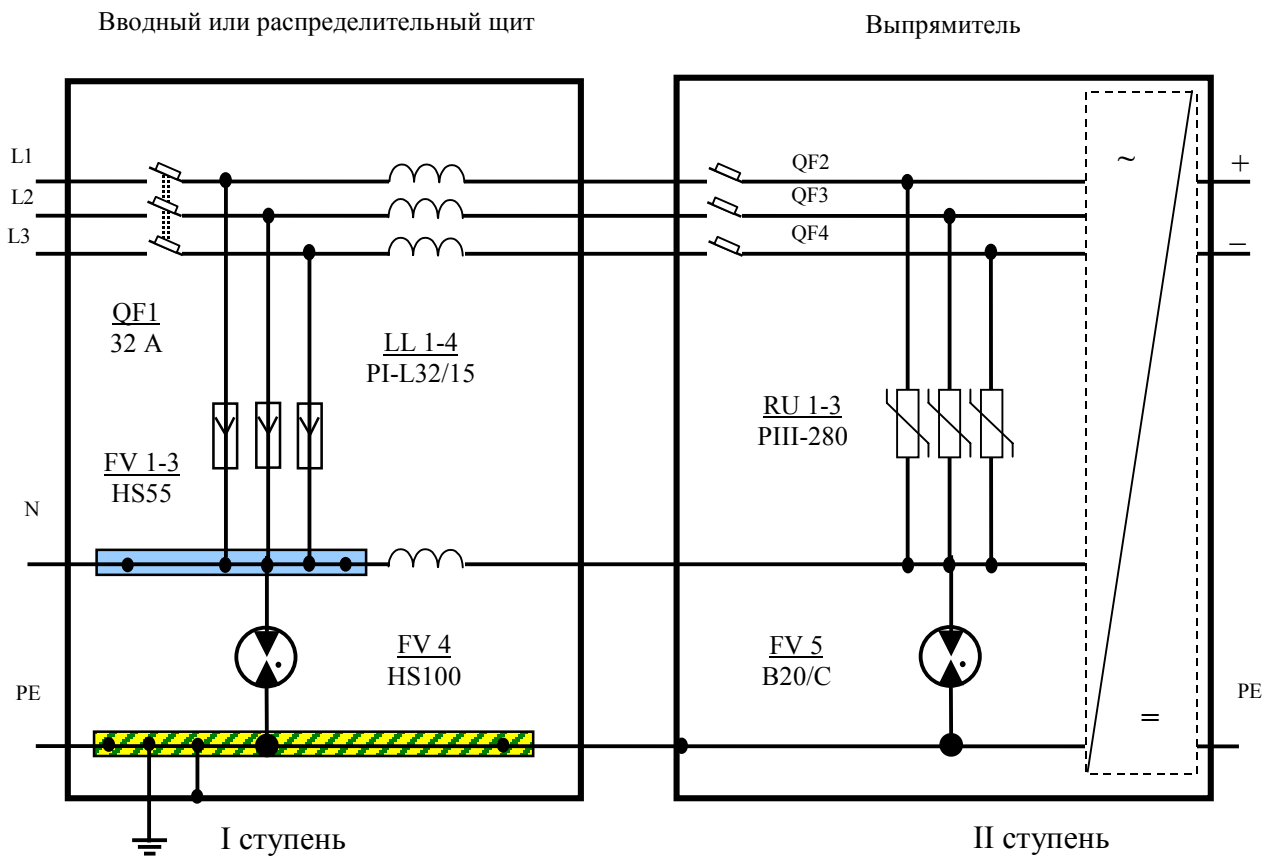 Вводный или распределительный щит
Выпрямитель
L1
L2
L3
QF2
QF3
QF4
~
+
–
QF1
32 А
LL 1-4
PI-L32/15
RU 1-3
PIII-280
FV 1-3
HS55
N
FV 4
HS100
FV 5
B20/C
PE
PE
=
I ступень
II ступень